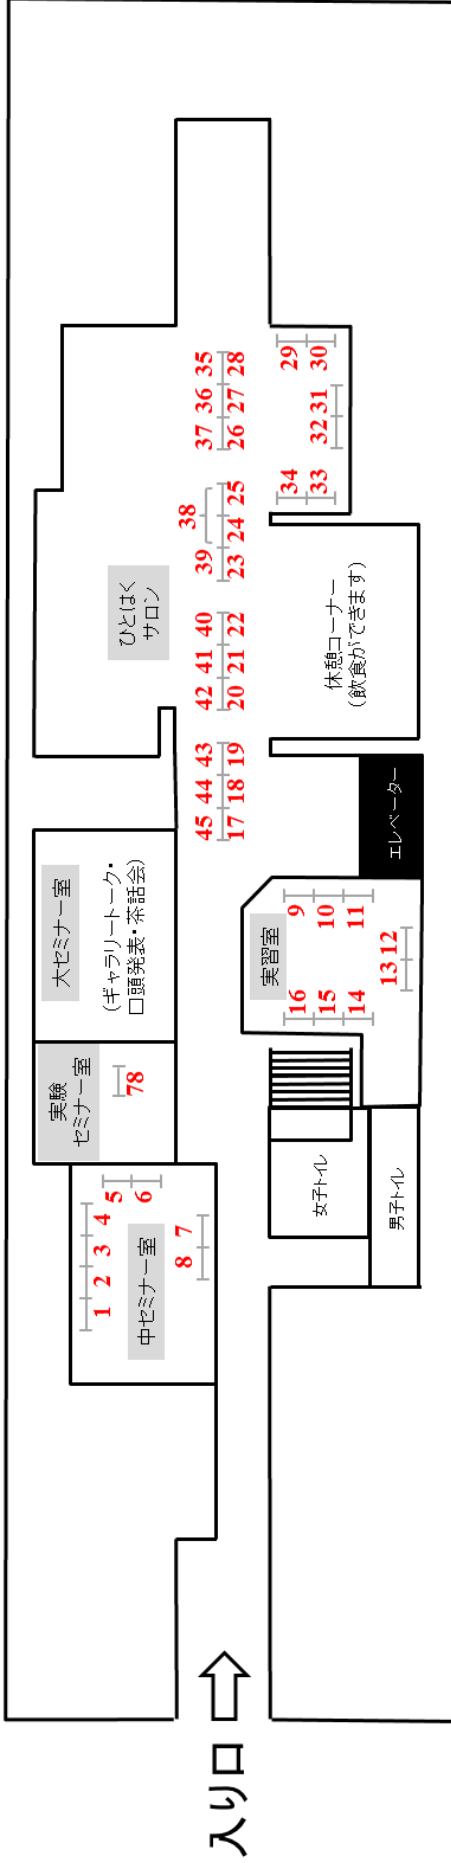 入り口
中セミナー室
1 2 3 4
5
6
8 7
実験
セミナー室
78
大セミナー室
(ギャラリートーク・
口頭発表・茶話会)
ひとはく
サロン
38
45 44 43 42 41 40 39 37 36 35
17 18 19 20 21 22 23 24 25 26 27 28
女子トイレ
男子トイレ
実習室
16 9
15 10
14 11
13 12
エレベーター
休憩コーナー
(飲食ができます)
34 29
33 30
32 31